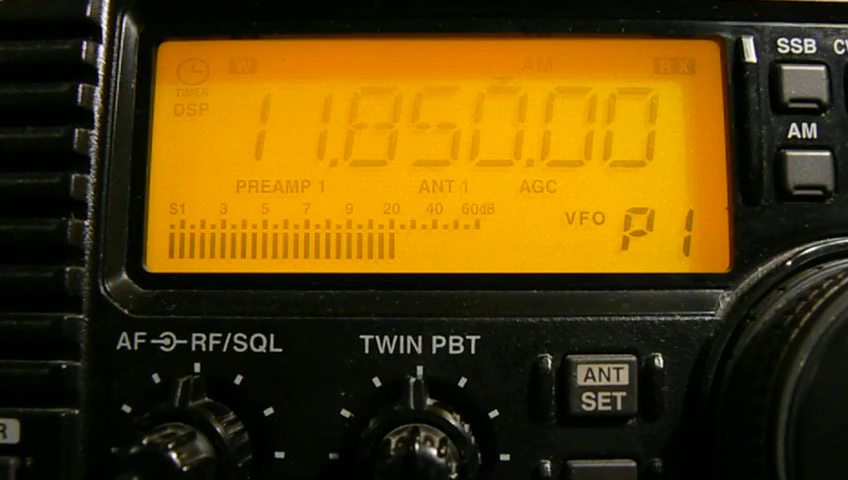 W AM RX
TIMER
DSP
11.850.00
PREAMP 1 ANT 1 AGC
S1 3 5 7 9 20 40 60dB
VFO P1
SSB
AM
AF RF/SQL
TWIN PBT
ANT
SET